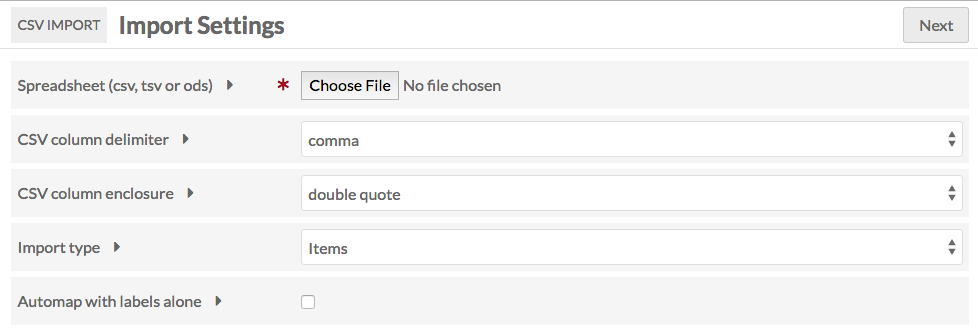 CSV IMPORT Import Settings Next
Spreadsheet (csv, tsv or ods) * Choose File No file chosen
CSV column delimiter comma
CSV column enclosure double quote
Import type Items
Automap with labels alone